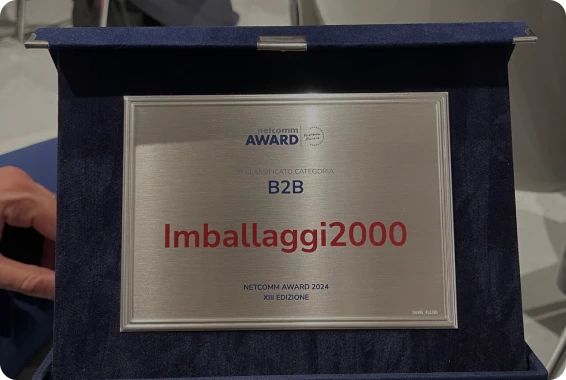 netcomm
AWARD
CLASSIFICATO CATEGORIA
B2B
Imballaggi2000
NETCOMM AWARD 2024
XIII EDIZIONE